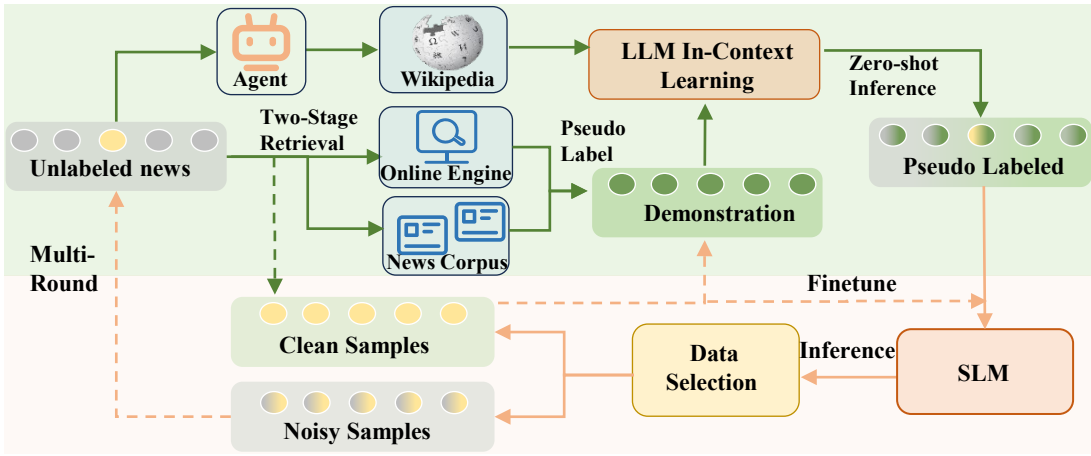 Agent
Wikipedia
LLM In-Context
Learning
Zero-shot
Inference
Two-Stage
Retrieval
Unlabeled news
Online Engine
Pseudo
Label
Demonstration
Pseudo Labeled
News Corpus
Multi-
Round
Finetune
Clean Samples
Data
Selection
Inference
SLM
Noisy Samples